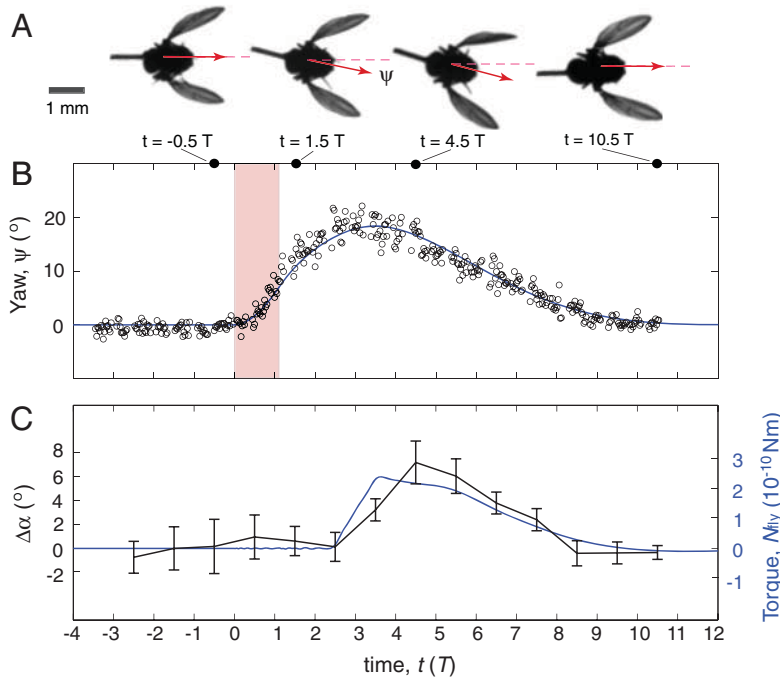 A
ψ
1 mm
t = -0.5 T
t = 1.5 T
t = 4.5 T
t = 10.5 T
B
Yaw, ψ (°)
20
10
0
C
Δα (°)
8
6
4
2
0
-2
3
2
1
0
-1
Torque, Nfly (10-10 Nm)
-4 -3 -2 -1 0 1 2 3 4 5 6 7 8 9 10 11 12
time, t (T)